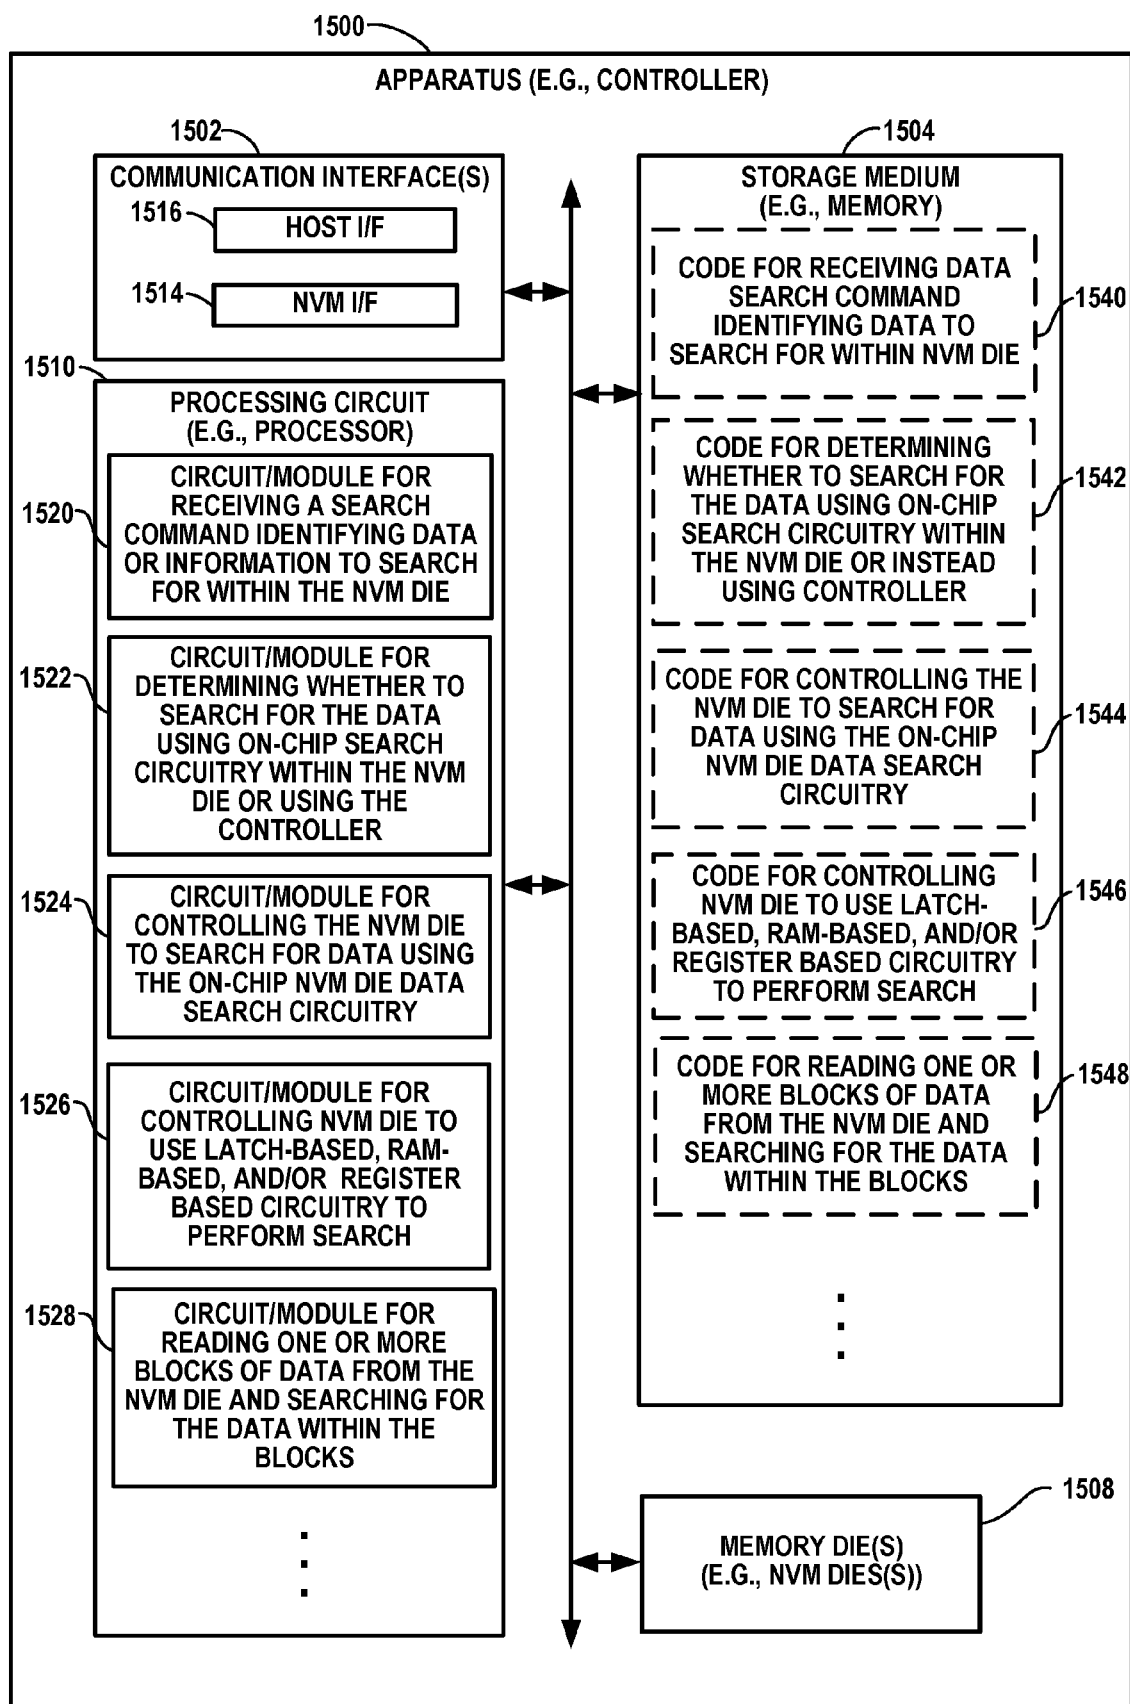 1500
APPARATUS (E.G., CONTROLLER)
1502
COMMUNICATION INTERFACE(S)
1516
HOST I/F
1514
NVM I/F
1510
PROCESSING CIRCUIT
(E.G., PROCESSOR)
1520
CIRCUIT/MODULE FOR
RECEIVING A SEARCH
COMMAND IDENTIFYING DATA
OR INFORMATION TO SEARCH
FOR WITHIN THE NVM DIE
1522
CIRCUIT/MODULE FOR
DETERMINING WHETHER TO
SEARCH FOR THE DATA
USING ON-CHIP SEARCH
CIRCUITRY WITHIN THE NVM
DIE OR USING THE
CONTROLLER
1524
CIRCUIT/MODULE FOR
CONTROLLING THE NVM DIE
TO SEARCH FOR DATA USING
THE ON-CHIP NVM DIE DATA
SEARCH CIRCUITRY
1526
CIRCUIT/MODULE FOR
CONTROLLING NVM DIE TO
USE LATCH-BASED, RAM-
BASED, AND/OR REGISTER
BASED CIRCUITRY TO
PERFORM SEARCH
1528
CIRCUIT/MODULE FOR
READING ONE OR MORE
BLOCKS OF DATA FROM THE
NVM DIE AND SEARCHING FOR
THE DATA WITHIN THE
BLOCKS
1504
STORAGE MEDIUM
(E.G., MEMORY)
CODE FOR RECEIVING DATA
SEARCH COMMAND
IDENTIFYING DATA TO
SEARCH FOR WITHIN NVM DIE
1540
CODE FOR DETERMINING
WHETHER TO SEARCH FOR
THE DATA USING ON-CHIP
SEARCH CIRCUITRY WITHIN
THE NVM DIE OR INSTEAD
USING CONTROLLER
1542
CODE FOR CONTROLLING THE
NVM DIE TO SEARCH FOR
DATA USING THE ON-CHIP
NVM DIE DATA SEARCH
CIRCUITRY
1544
CODE FOR CONTROLLING
NVM DIE TO USE LATCH-
BASED, RAM-BASED, AND/OR
REGISTER BASED CIRCUITRY
TO PERFORM SEARCH
1546
CODE FOR READING ONE OR
MORE BLOCKS OF DATA
FROM THE NVM DIE AND
SEARCHING FOR THE DATA
WITHIN THE BLOCKS
1548
1508
MEMORY DIE(S)
(E.G., NVM DIES(S))